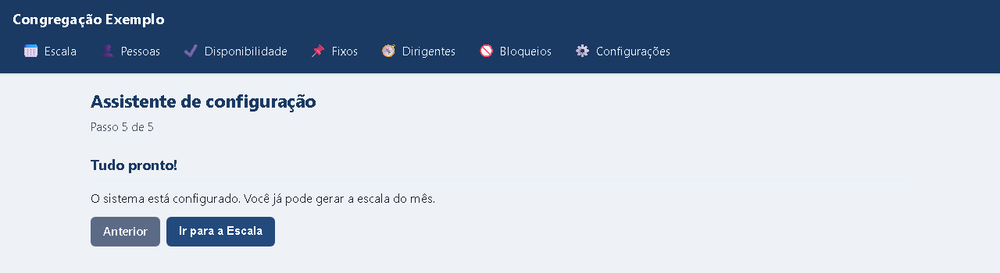 Congregação Exemplo
Escala Pessoas Disponibilidade Fixos Dirigentes Bloqueios Configurações
Assistente de configuração
Passo 5 de 5
Tudo pronto!
O sistema está configurado. Você já pode gerar a escala do mês.
Anterior Ir para a Escala